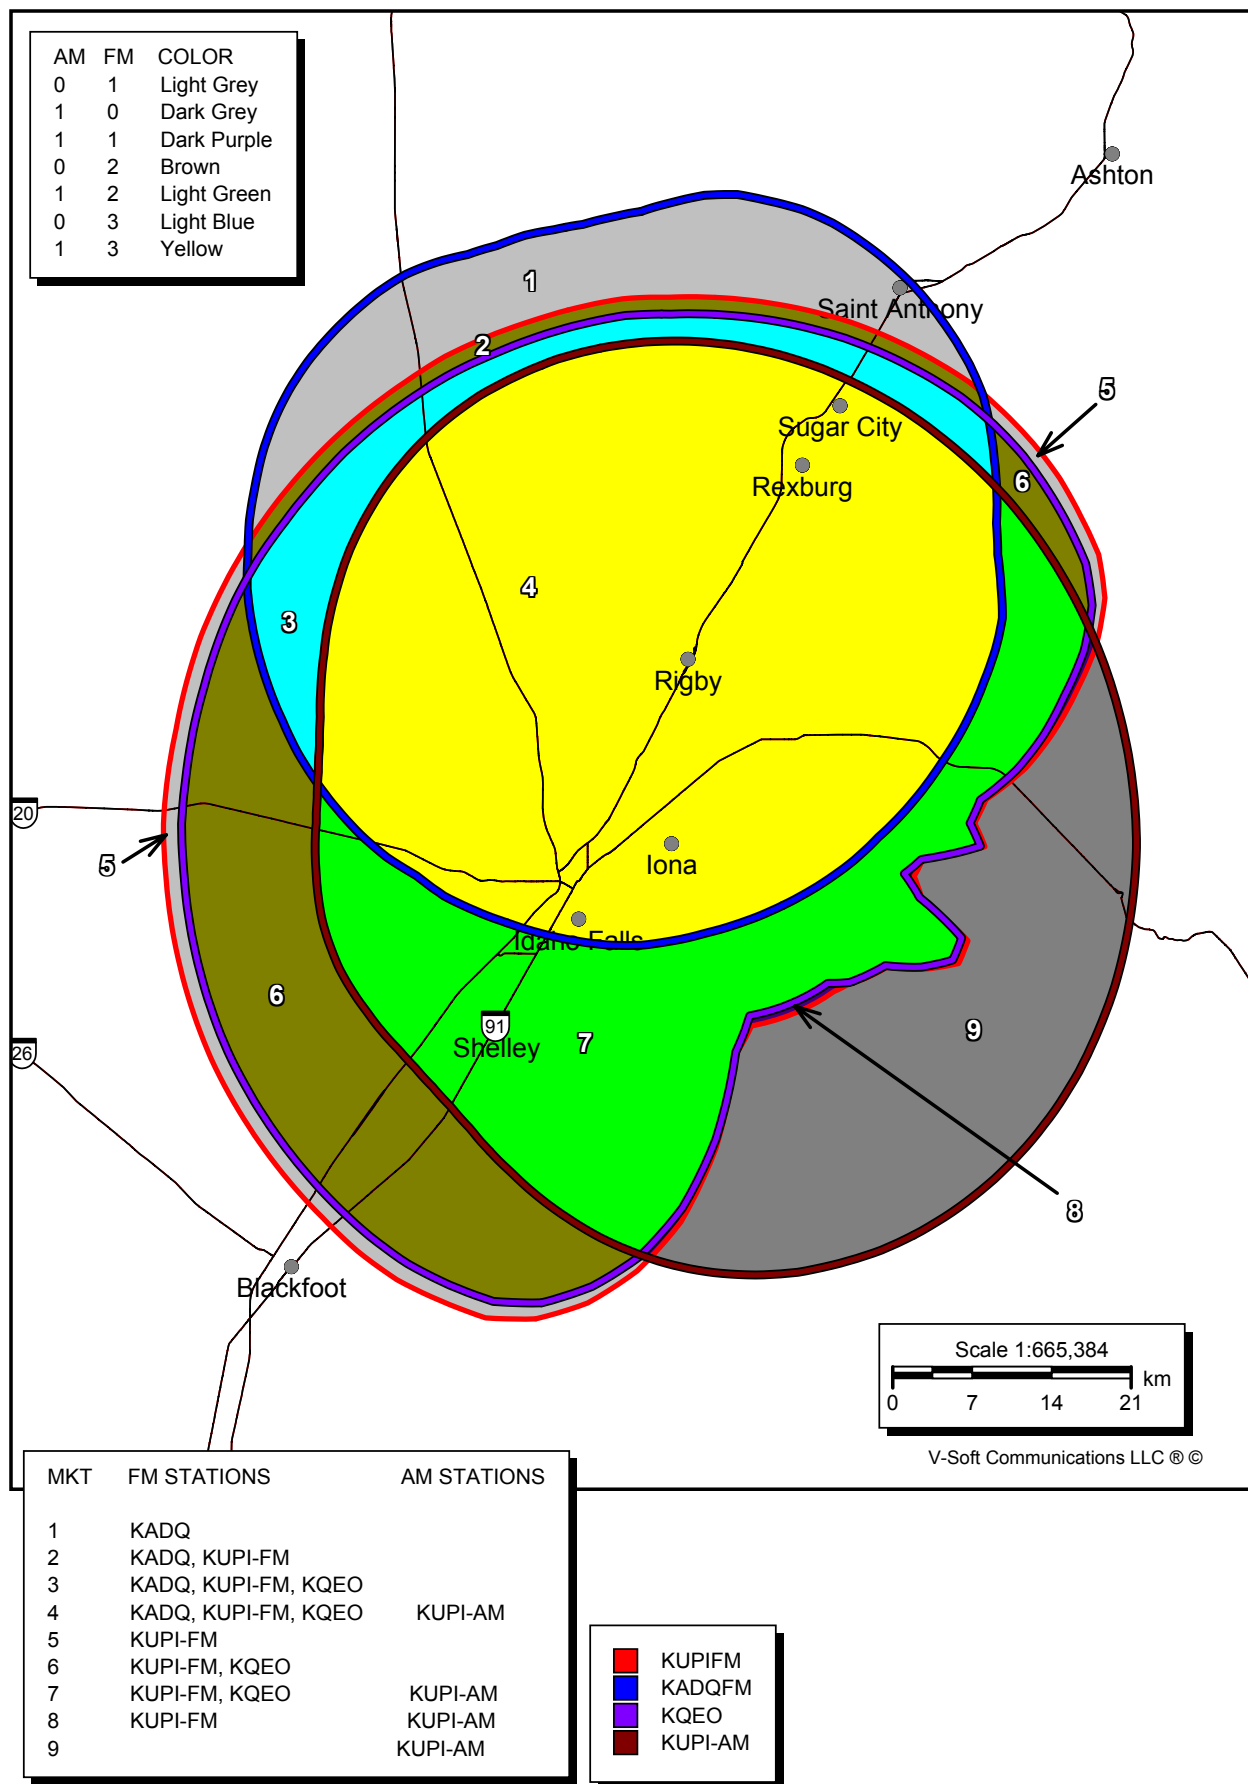 AM FM COLOR
0 1 Light Grey
1 0 Dark Grey
1 1 Dark Purple
0 2 Brown
1 2 Light Green
0 3 Light Blue
1 3 Yellow
Ashton
1
Saint Anthony
2
5
Sugar City
Rexburg
6
4
3
Rigby
20
5
Iona
Idaho Falls
6
91
9
7
Shelley
26
8
Blackfoot
Scale 1:665,384
km
0 7 14 21
V-Soft Communications LLC ® ©
MKT FM STATIONS AM STATIONS
1 KADQ
2 KADQ, KUPI-FM
3 KADQ, KUPI-FM, KQEO
4 KADQ, KUPI-FM, KQEO KUPI-AM
5 KUPI-FM
6 KUPI-FM, KQEO
7 KUPI-FM, KQEO KUPI-AM
8 KUPI-FM KUPI-AM
9 KUPI-AM
KUPIFM
KADQFM
KQEO
KUPI-AM